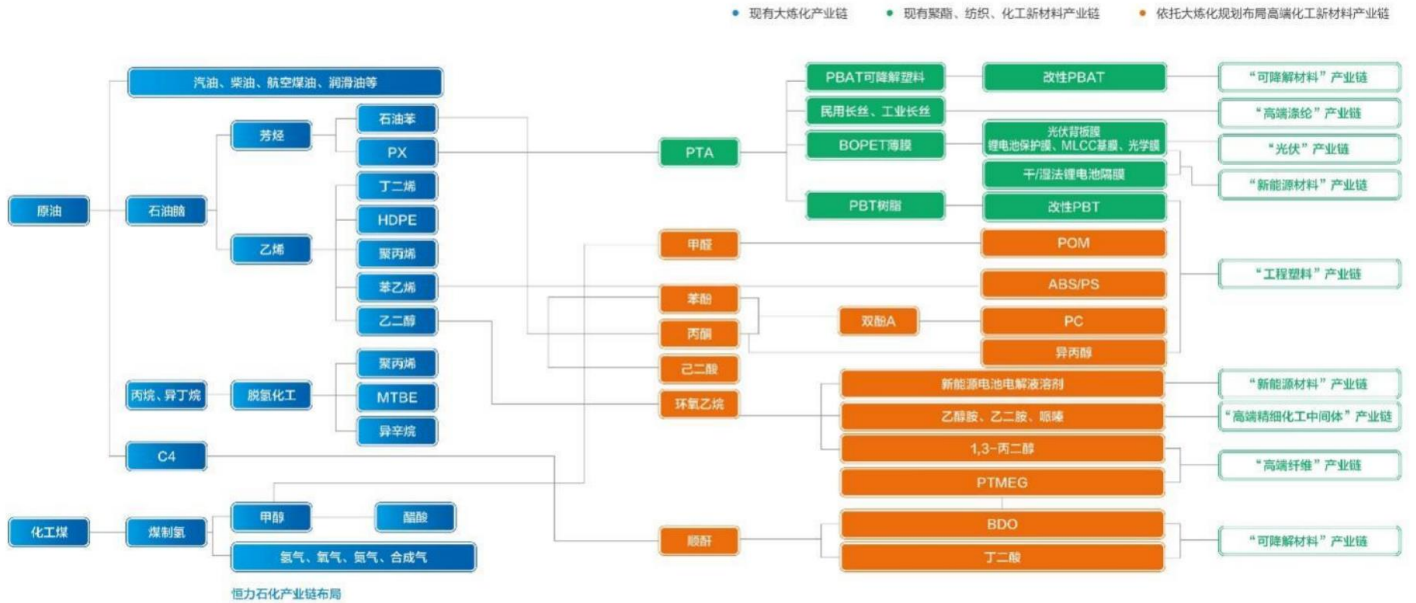 现有大炼化产业链
现有聚酯、纺织、化工新材料产业链
依托大炼化规划布局高端化工新材料产业链
汽油、柴油、航空煤油、润滑油等
PBAT可降解塑料
改性PBAT
“可降解材料”产业链
石油苯
民用长丝、工业长丝
“高端涤纶”产业链
芳烃
PX
PTA
BOPET薄膜
光伏背板膜
锂电池保护膜、MLCC基膜、光学膜
“光伏”产业链
丁二烯
干/湿法锂电池隔膜
“新能源材料”产业链
原油
石油脑
HDPE
PBT树脂
改性PBT
乙烯
聚丙烯
甲醛
POM
“工程塑料”产业链
苯乙烯
苯酚
ABS/PS
乙二醇
丙酮
双酚A
PC
异丙醇
聚丙烯
己二酸
丙烷、异丁烷
脱氢化工
MTBE
环氧乙烷
新能源电池电解液溶剂
“新能源材料”产业链
异辛烷
乙醇胺、乙二胺、哌嗪
“高端精细化工中间体”产业链
C4
1,3-丙二醇
“高端纤维”产业链
PTMEG
化工煤
煤制氢
甲醇
醋酸
顺酐
BDO
“可降解材料”产业链
氢气、氧气、氮气、合成气
丁二酸
恒力石化产业链布局